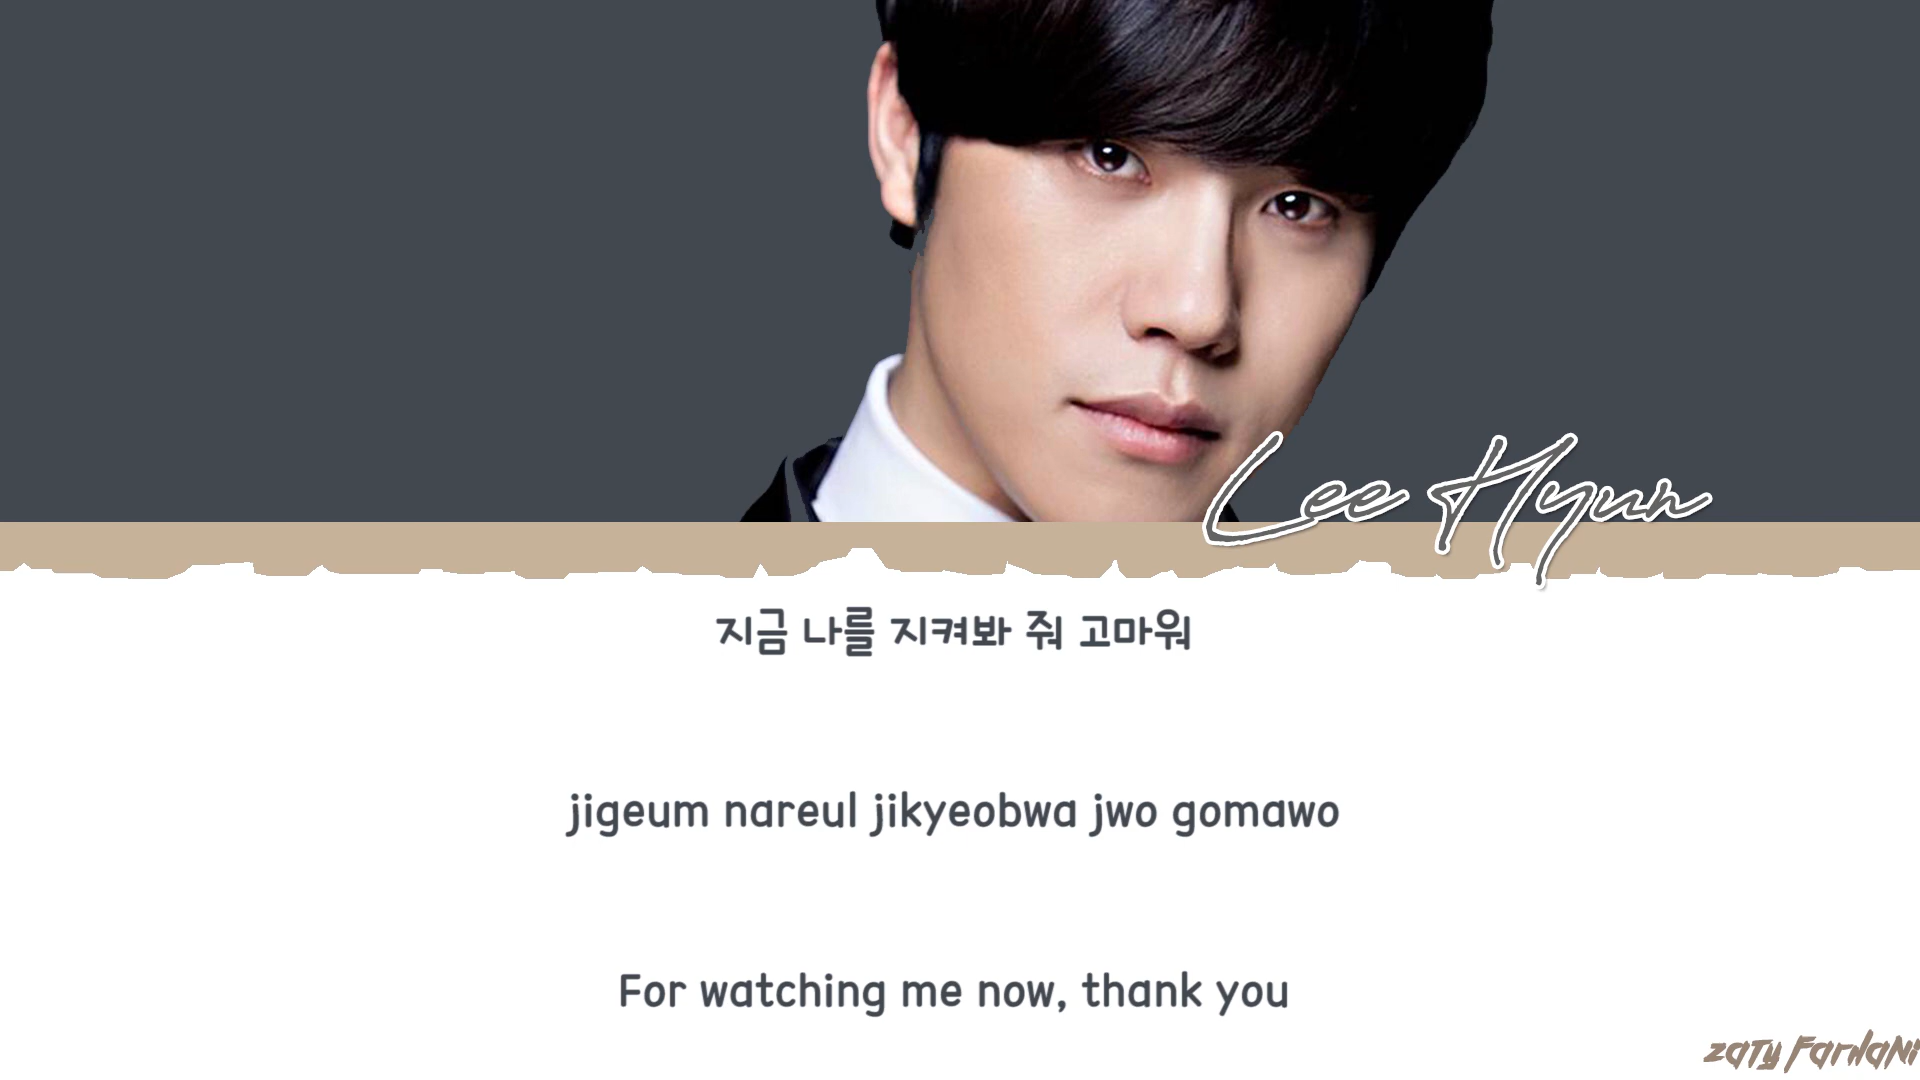 Lee Hyun
지금 나를 지켜봐 줘 고마워
jigeum nareul jikyeobwa jwo gomawo
For watching me now, thank you
Zaty Farhani